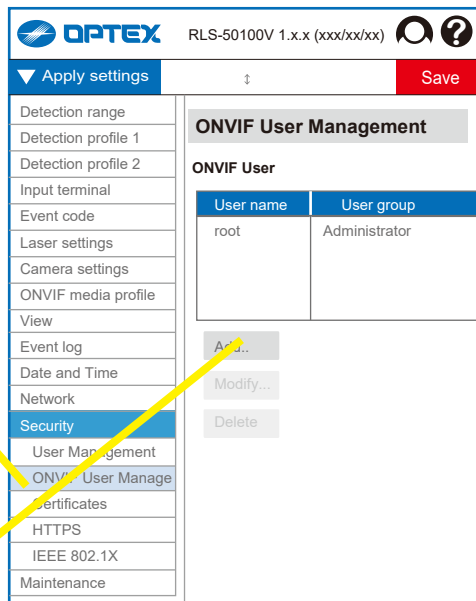 OPTEX RLS-50100V 1.x.x (xxx/xx/xx) ?
Apply settings Save
Detection range
Detection profile 1
Detection profile 2
Input terminal
Event code
Laser settings
Camera settings
ONVIF media profile
View
Event log
Date and Time
Network
Security
User Management
ONVIF User Manage
Certificates
HTTPS
IEEE 802.1X
Maintenance
ONVIF User Management
ONVIF User
User name User group
root Administrator
Add..
Modify...
Delete